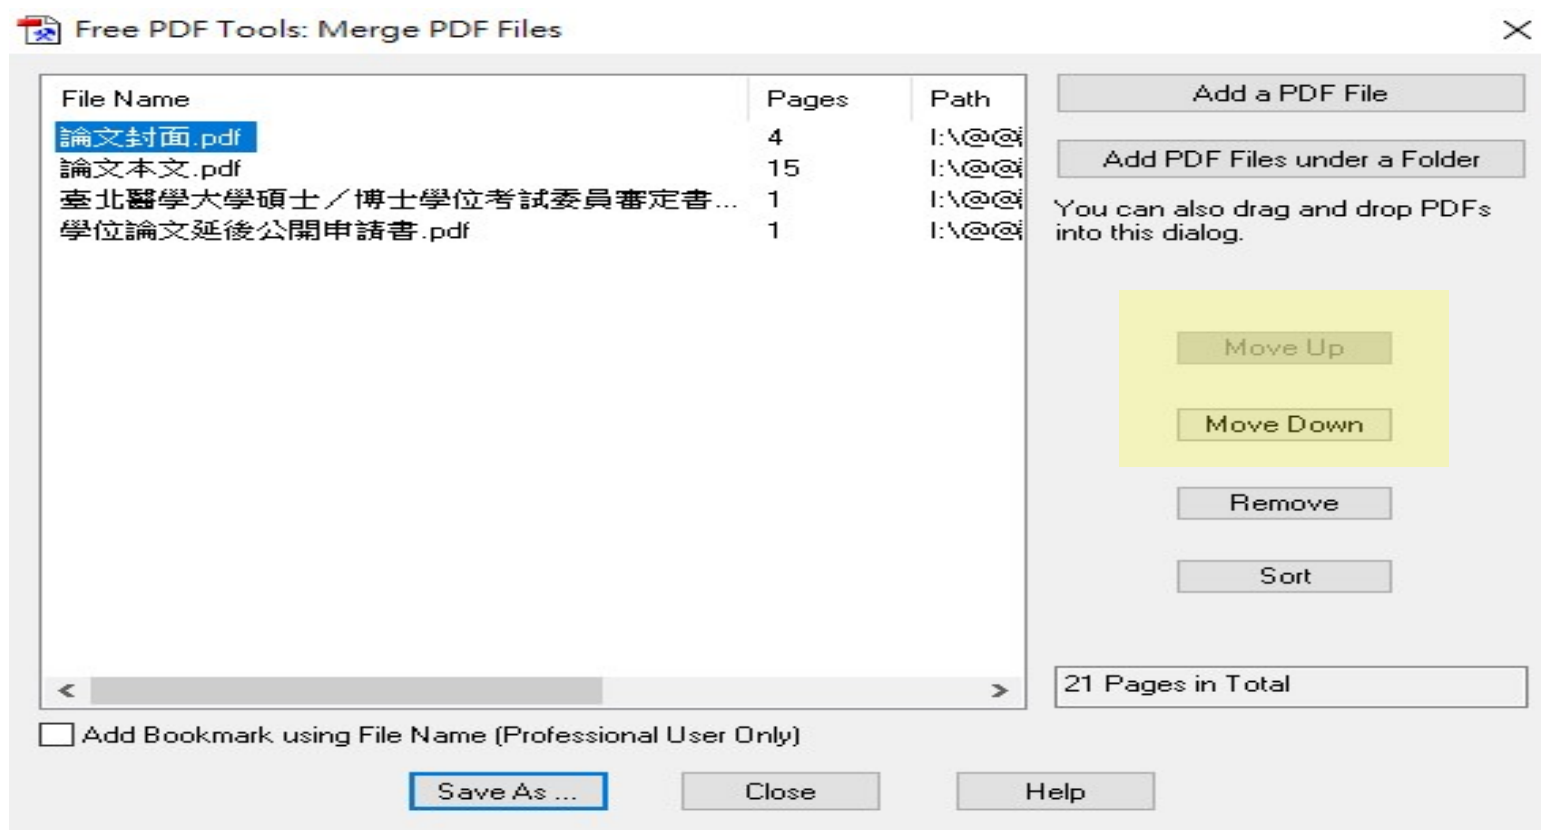 Free PDF Tools: Merge PDF Files
File Name Pages Path
論文封面.pdf 4 I:\@@
論文本文.pdf 15 I:\@@
臺北醫學大學碩士／博士學位考試委員審定書... 1 I:\@@
學位論文延後公開申請書.pdf 1 I:\@@
Add a PDF File
Add PDF Files under a Folder
You can also drag and drop PDFs
into this dialog.
Move Up
Move Down
Remove
Sort
21 Pages in Total
Add Bookmark using File Name (Professional User Only)
Save As ... Close Help